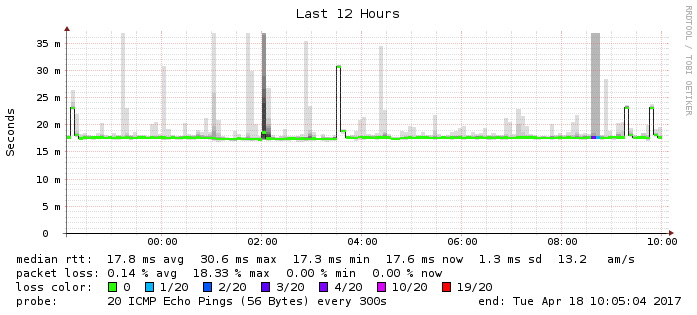 Last 12 Hours
RRDTOOL / TOBI OETIKER
Seconds
35 m
30 m
25 m
20 m
15 m
10 m
5 m
0
00:00 02:00 04:00 06:00 08:00 10:00
median rtt: 17.8 ms avg 30.6 ms max 17.3 ms min 17.6 ms now 1.3 ms sd 13.2 am/s
packet loss: 0.14 % avg 18.33 % max 0.00 % min 0.00 % now
loss color: 0 1/20 2/20 3/20 4/20 10/20 19/20
probe: 20 ICMP Echo Pings (56 Bytes) every 300s end: Tue Apr 18 10:05:04 2017